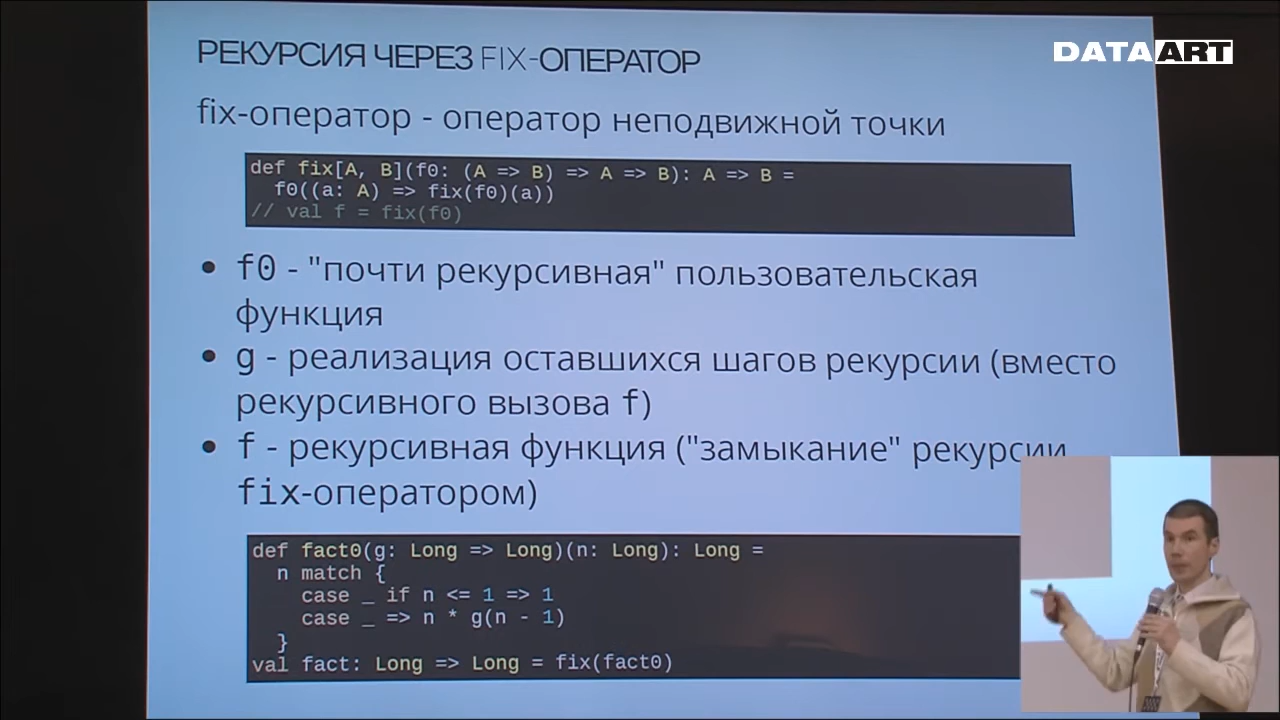 РЕКУРСИЯ ЧЕРЕЗ FIX-ОПЕРАТОР
DATAART
fix-оператор - оператор неподвижной точки
def fix[A, B](f0: (A => B) => A => B): A => B =
  f0((a: A) => fix(f0)(a))
// val f = fix(f0)
• f0 - "почти рекурсивная" пользовательская
функция
• g - реализация оставшихся шагов рекурсии (вместо
рекурсивного вызова f)
• f - рекурсивная функция ("замыкание" рекурсии
fix-оператором)
def fact0(g: Long => Long)(n: Long): Long =
  n match {
    case _ if n <= 1 => 1
    case _ => n * g(n - 1)
  }
val fact: Long => Long = fix(fact0)